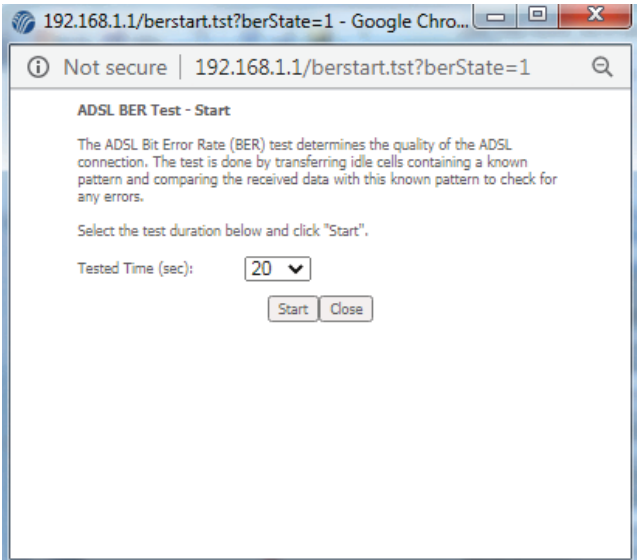 192.168.1.1/berstart.tst?berState=1 - Google Chro...
Not secure | 192.168.1.1/berstart.tst?berState=1
ADSL BER Test - Start
The ADSL Bit Error Rate (BER) test determines the quality of the ADSL
connection. The test is done by transferring idle cells containing a known
pattern and comparing the received data with this known pattern to check for
any errors.
Select the test duration below and click "Start".
Tested Time (sec): 20
Start Close